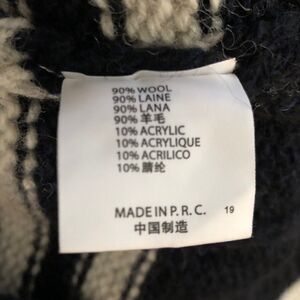 90% WOOL
90% LAINE
90% LANA
90% 羊毛
10% ACRYLIC
10% ACRYLIQUE
10% ACRILICO
10% 腈纶
MADE IN P. R. C. 19
中国制造